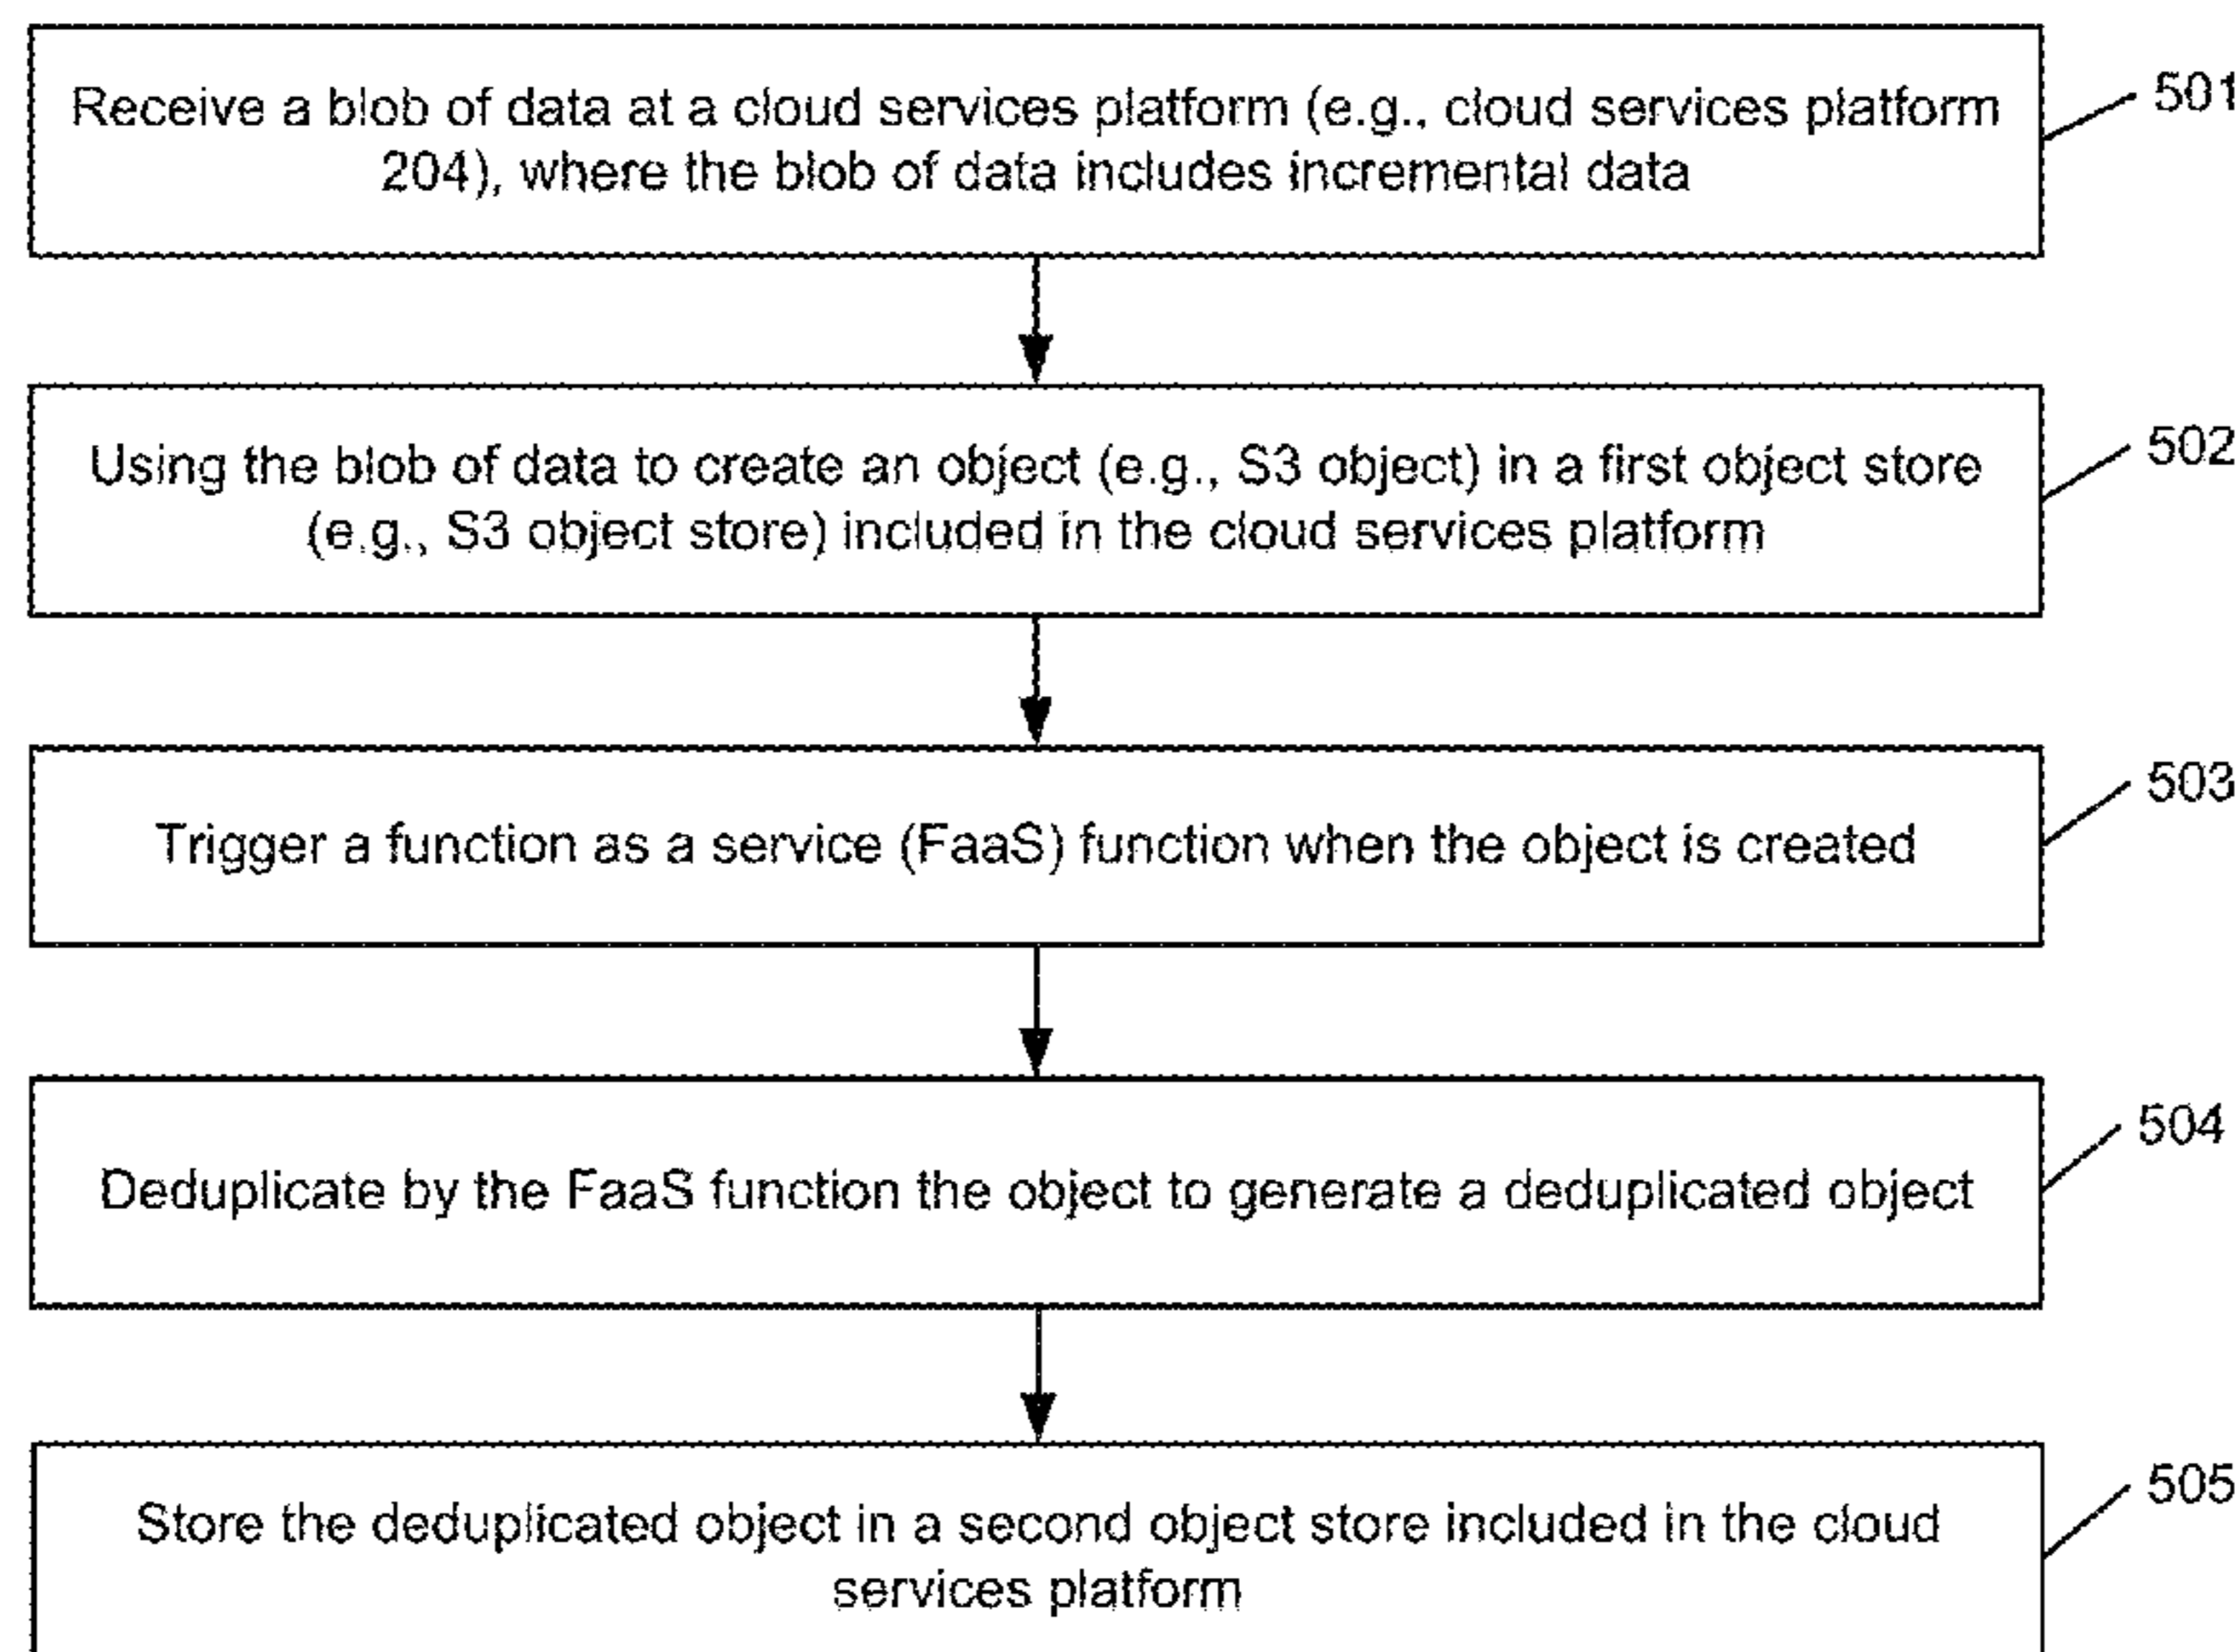 Receive a blob of data at a cloud services platform (e.g., cloud services platform
204), where the blob of data includes incremental data
501
Using the blob of data to create an object (e.g., S3 object) in a first object store
(e.g., S3 object store) included in the cloud services platform
502
Trigger a function as a service (FaaS) function when the object is created
503
Deduplicate by the FaaS function the object to generate a deduplicated object
504
Store the deduplicated object in a second object store included in the cloud
services platform
505